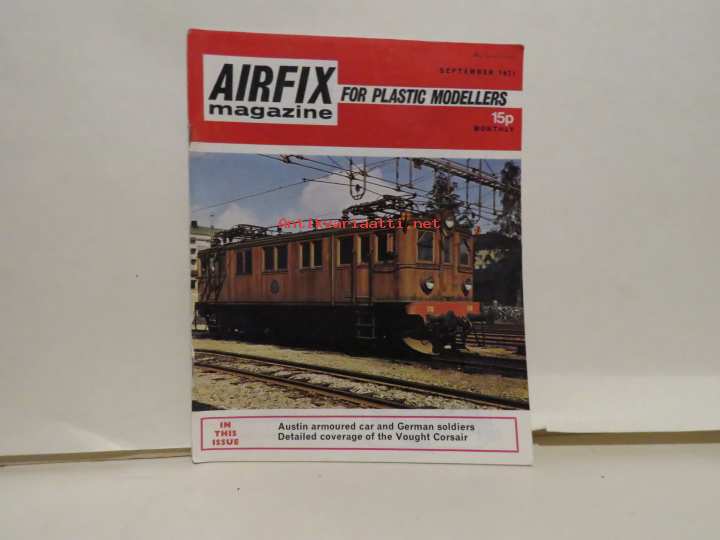 SEPTEMBER 1971
AIRFIX
magazine
FOR PLASTIC MODELLERS
15p
MONTHLY
Antikvariaatti.net
IN
THIS
ISSUE
Austin armoured car and German soldiers
Detailed coverage of the Vought Corsair